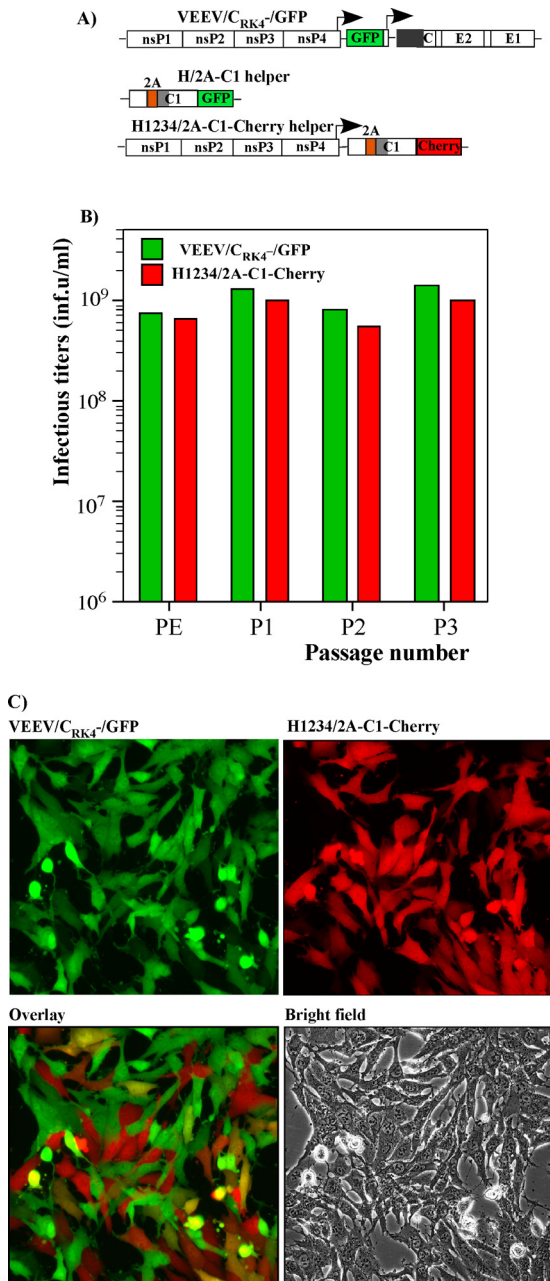 A)
VEEV/CRK4-/GFP
nsP1 nsP2 nsP3 nsP4 GFP C E2 E1
H/2A-C1 helper
2A
C1 GFP
H1234/2A-C1-Cherry helper
2A
nsP1 nsP2 nsP3 nsP4 C1 Cherry
B)
VEEV/CRK4-/GFP
H1234/2A-C1-Cherry
Infectious titers (inf.u/ml)
10^9
10^8
10^7
10^6
PE P1 P2 P3
Passage number
C)
VEEV/CRK4-/GFP
H1234/2A-C1-Cherry
Overlay
Bright field